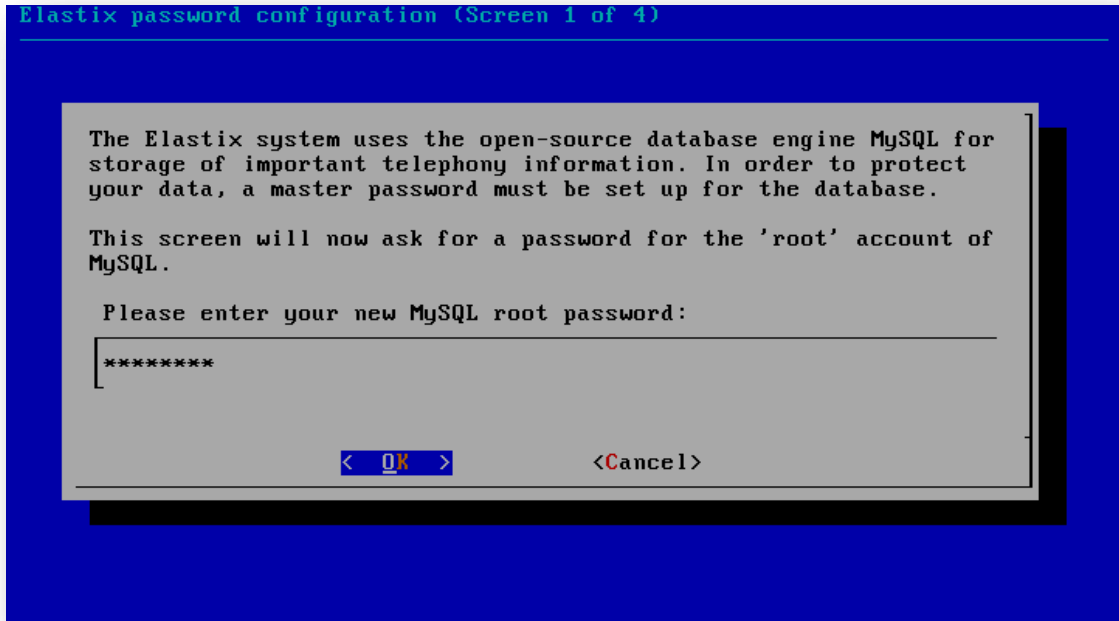 Elastix password configuration (Screen 1 of 4)
The Elastix system uses the open-source database engine MySQL for
storage of important telephony information. In order to protect
your data, a master password must be set up for the database.
This screen will now ask for a password for the 'root' account of
MySQL.
Please enter your new MySQL root password:
********
< OK > <Cancel>